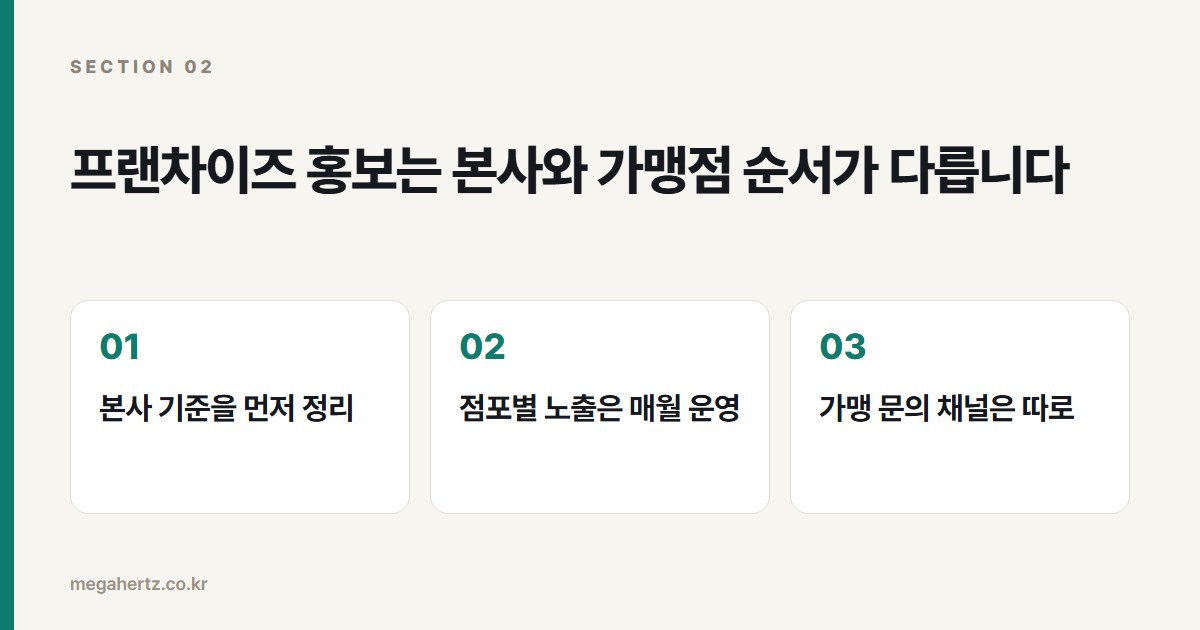 SECTION 02
프랜차이즈 홍보는 본사와 가맹점 순서가 다릅니다
01
본사 기준을 먼저 정리
02
점포별 노출은 매월 운영
03
가맹 문의 채널은 따로
megahertz.co.kr